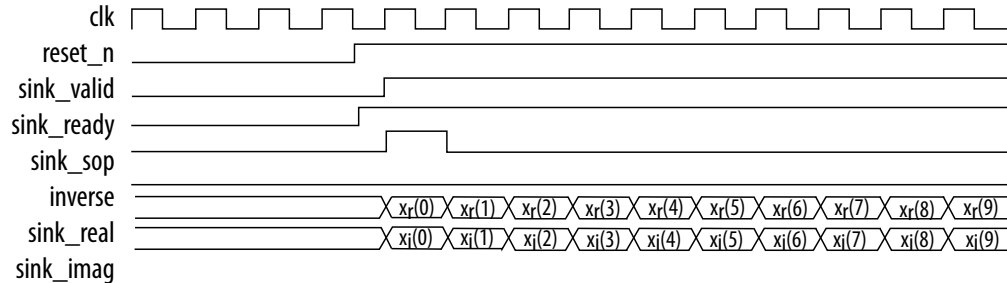 clk
reset_n
sink_valid
sink_ready
sink_sop
inverse
xr(0) xr(1) xr(2) xr(3) xr(4) xr(5) xr(6) xr(7) xr(8) xr(9)
sink_real
xi(0) xi(1) xi(2) xi(3) xi(4) xi(5) xi(6) xi(7) xi(8) xi(9)
sink_imag